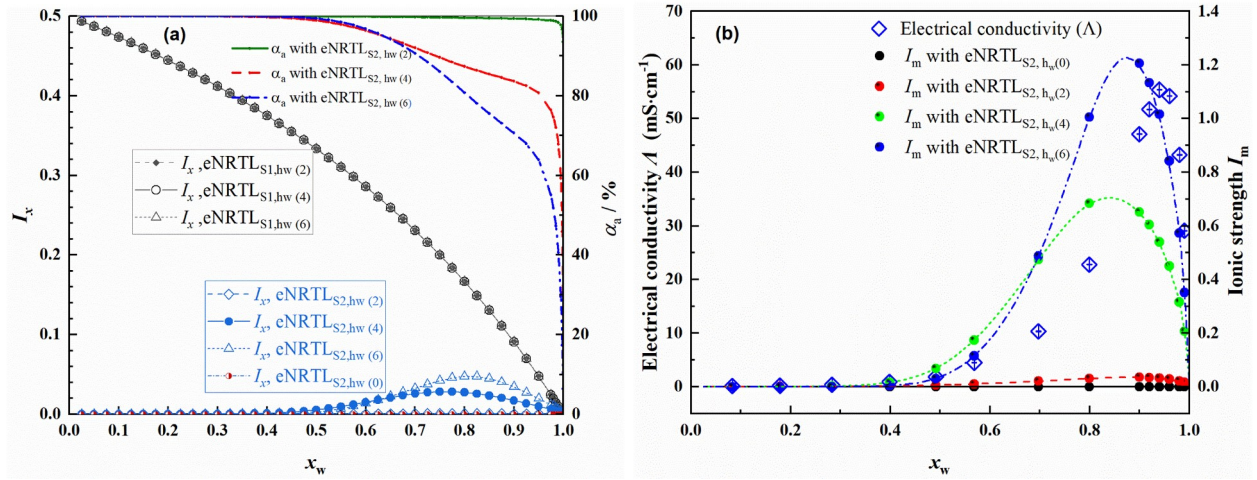 (a)
0.5
0.4
0.3
0.2
0.1
0.0
I_x
100
80
60
40
20
0
α_a / %
α_a with eNRTL_S2, hw (2)
α_a with eNRTL_S2, hw (4)
α_a with eNRTL_S2, hw (6)
I_x ,eNRTL_S1,hw (2)
I_x ,eNRTL_S1,hw (4)
I_x ,eNRTL_S1,hw (6)
I_x, eNRTL_S2,hw (2)
I_x, eNRTL_S2,hw (4)
I_x, eNRTL_S2,hw (6)
I_x, eNRTL_S2,hw (0)
0.0 0.1 0.2 0.3 0.4 0.5 0.6 0.7 0.8 0.9 1.0
x_w
(b)
70
60
50
40
30
20
10
0
Electrical conductivity Λ (mS·cm⁻¹)
1.4
1.2
1.0
0.8
0.6
0.4
0.2
0.0
Ionic strength I_m
Electrical conductivity (Λ)
I_m with eNRTL_S2, h_w(0)
I_m with eNRTL_S2, h_w(2)
I_m with eNRTL_S2, h_w(4)
I_m with eNRTL_S2, h_w(6)
0.0 0.2 0.4 0.6 0.8 1.0
x_w